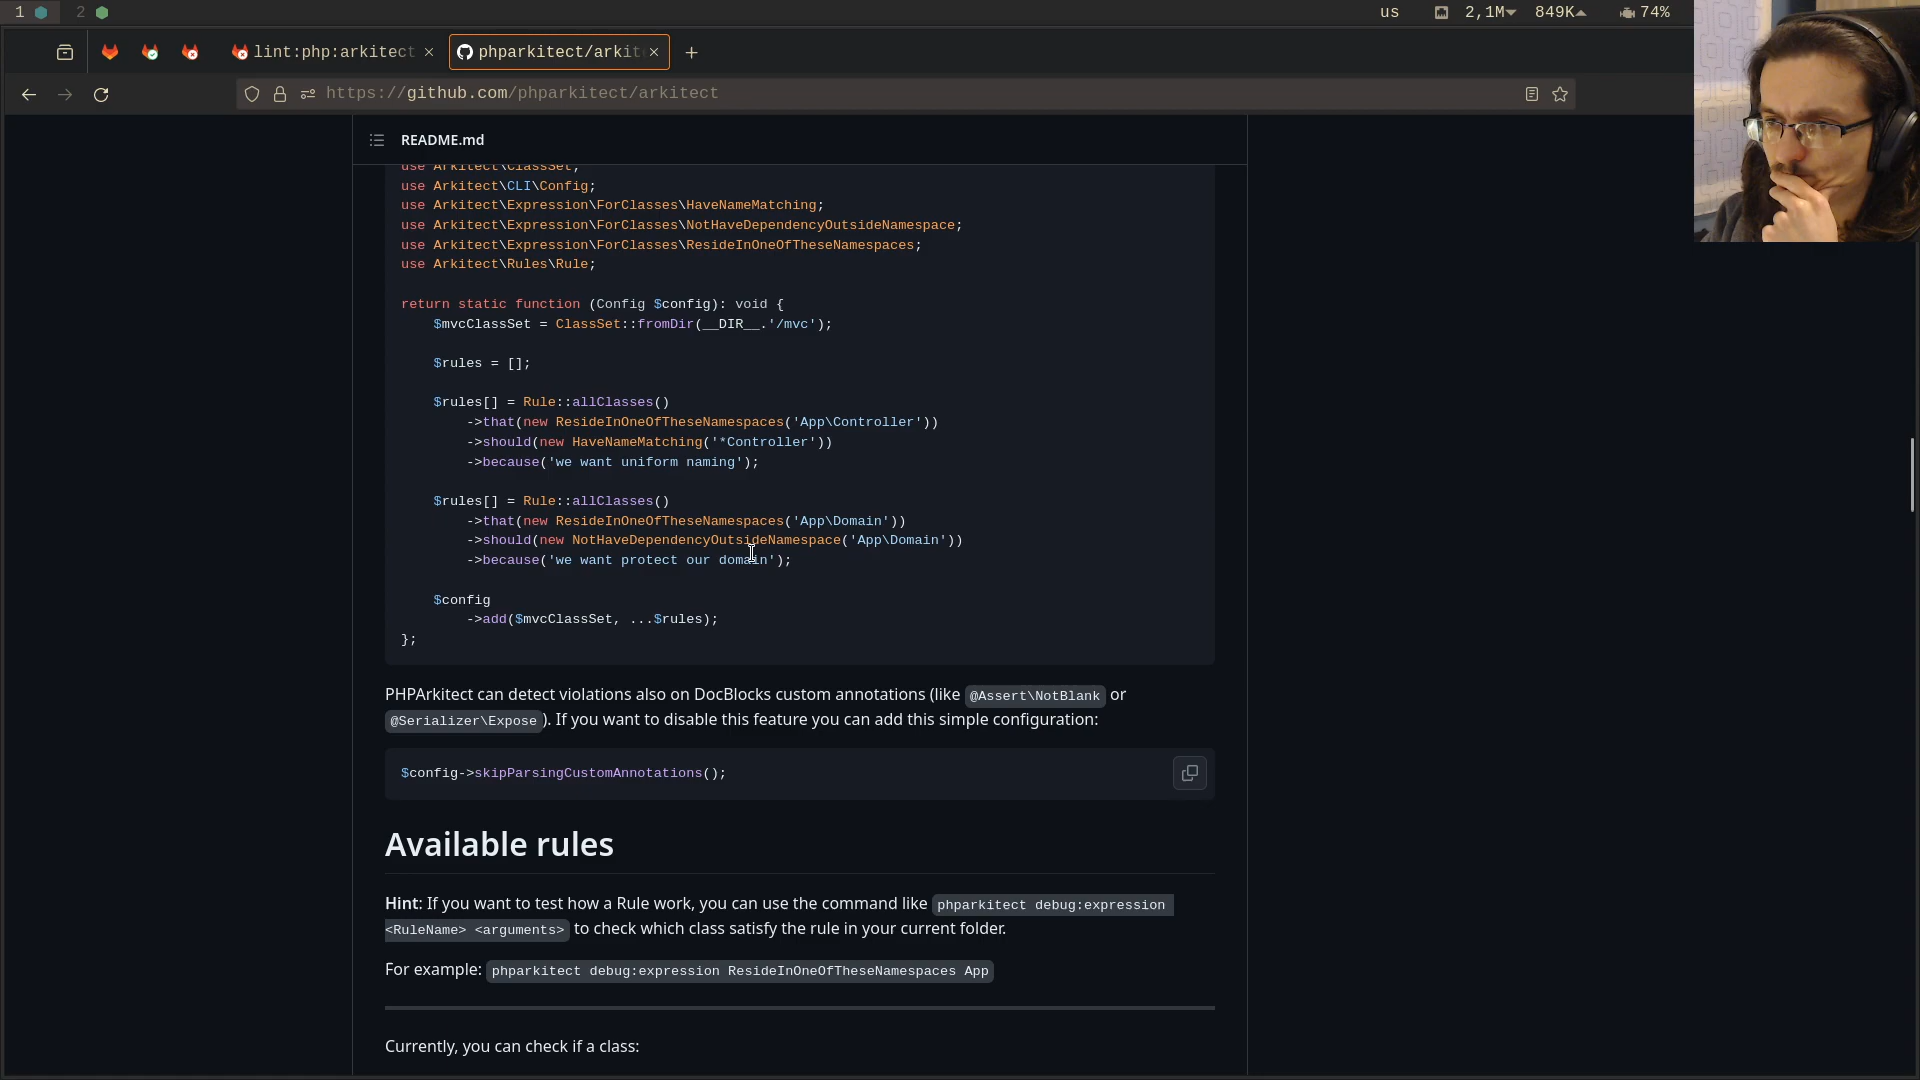 1 2 us 2,1M 849K 74%
lint:php:arkitect phparkitect/arkit
https://github.com/phparkitect/arkitect
README.md
use Arkitect\ClassSet;
use Arkitect\CLI\Config;
use Arkitect\Expression\ForClasses\HaveNameMatching;
use Arkitect\Expression\ForClasses\NotHaveDependencyOutsideNamespace;
use Arkitect\Expression\ForClasses\ResideInOneOfTheseNamespaces;
use Arkitect\Rules\Rule;
return static function (Config $config): void {
$mvcClassSet = ClassSet::fromDir(__DIR__.'/mvc');
$rules = [];
$rules[] = Rule::allClasses()
->that(new ResideInOneOfTheseNamespaces('App\Controller'))
->should(new HaveNameMatching('*Controller'))
->because('we want uniform naming');
$rules[] = Rule::allClasses()
->that(new ResideInOneOfTheseNamespaces('App\Domain'))
->should(new NotHaveDependencyOutsideNamespace('App\Domain'))
->because('we want protect our domain');
$config
->add($mvcClassSet, ...$rules);
};
PHPArkitect can detect violations also on DocBlocks custom annotations (like @Assert\NotBlank or
@Serializer\Expose). If you want to disable this feature you can add this simple configuration:
$config->skipParsingCustomAnnotations();
Available rules
Hint: If you want to test how a Rule work, you can use the command like phparkitect debug:expression
<RuleName> <arguments> to check which class satisfy the rule in your current folder.
For example: phparkitect debug:expression ResideInOneOfTheseNamespaces App
Currently, you can check if a class: